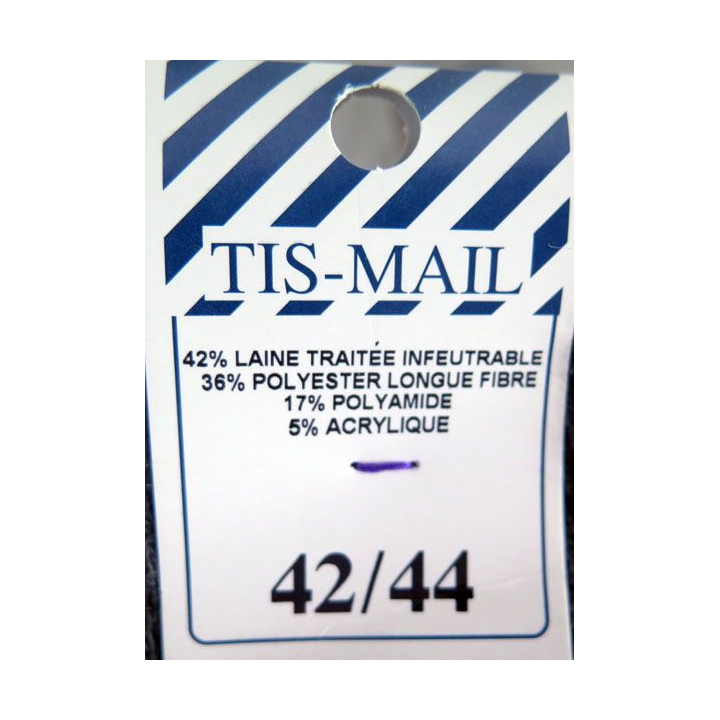 TIS-MAIL
42% LAINE TRAITÉE INFEUTRABLE
36% POLYESTER LONGUE FIBRE
17% POLYAMIDE
5% ACRYLIQUE
42/44